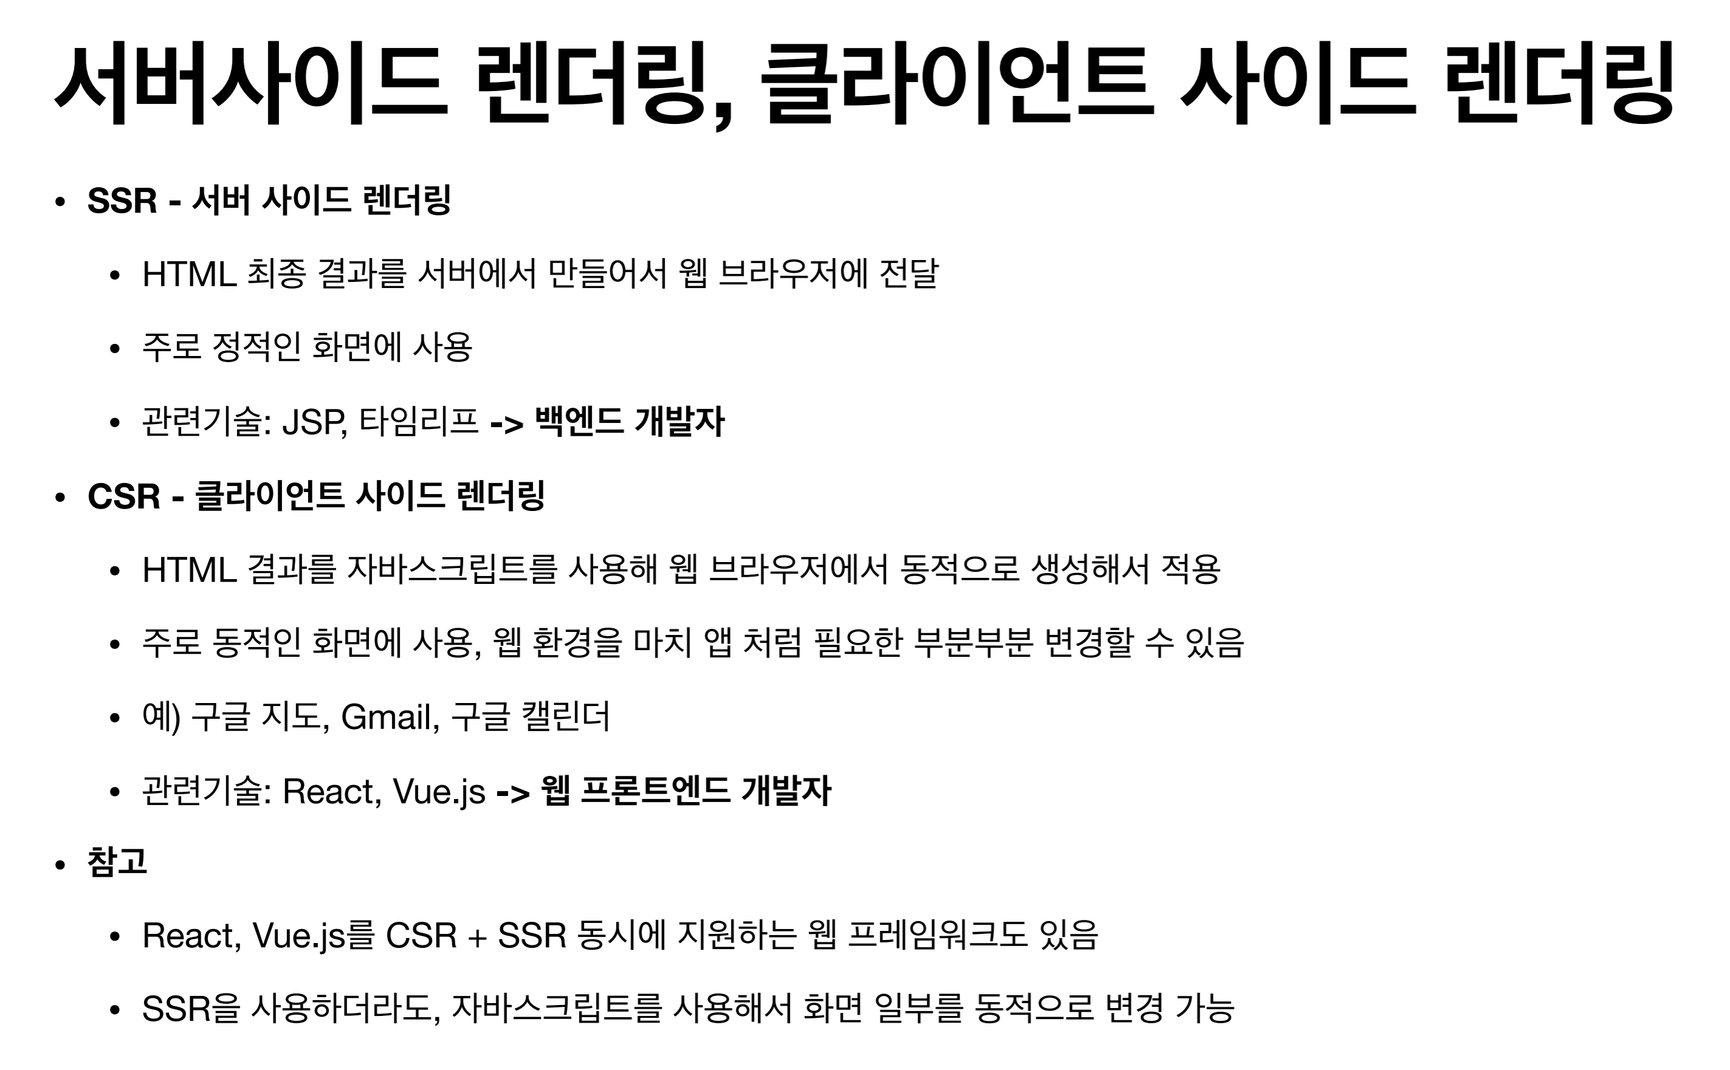 서버사이드 렌더링, 클라이언트 사이드 렌더링
• SSR - 서버 사이드 렌더링
• HTML 최종 결과를 서버에서 만들어서 웹 브라우저에 전달
• 주로 정적인 화면에 사용
• 관련기술: JSP, 타임리프 -> 백엔드 개발자
• CSR - 클라이언트 사이드 렌더링
• HTML 결과를 자바스크립트를 사용해 웹 브라우저에서 동적으로 생성해서 적용
• 주로 동적인 화면에 사용, 웹 환경을 마치 앱 처럼 필요한 부분부분 변경할 수 있음
• 예) 구글 지도, Gmail, 구글 캘린더
• 관련기술: React, Vue.js -> 웹 프론트엔드 개발자
• 참고
• React, Vue.js를 CSR + SSR 동시에 지원하는 웹 프레임워크도 있음
• SSR을 사용하더라도, 자바스크립트를 사용해서 화면 일부를 동적으로 변경 가능